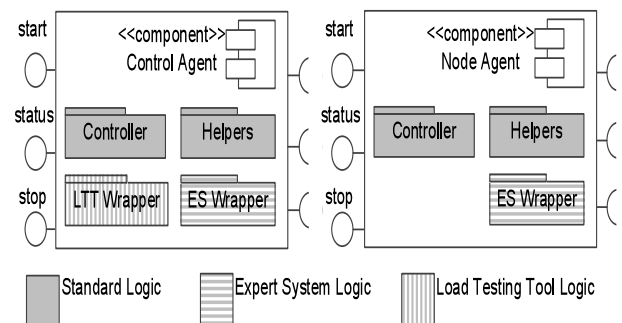 start
<<component>>
Control Agent
start
<<component>>
Node Agent
status
Controller
Helpers
status
Controller
Helpers
stop
LTT Wrapper
ES Wrapper
stop
ES Wrapper
Standard Logic
Expert System Logic
Load Testing Tool Logic